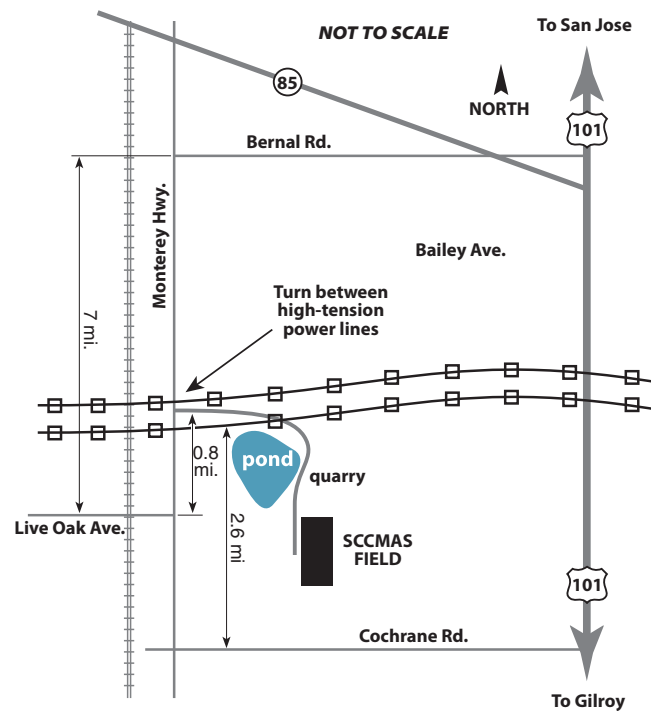 NOT TO SCALE
To San Jose
85
NORTH
101
Bernal Rd.
Monterey Hwy.
Bailey Ave.
7 mi.
Turn between
high-tension
power lines
0.8
mi.
pond
quarry
Live Oak Ave.
2.6 mi
SCCMAS
FIELD
101
Cochrane Rd.
To Gilroy